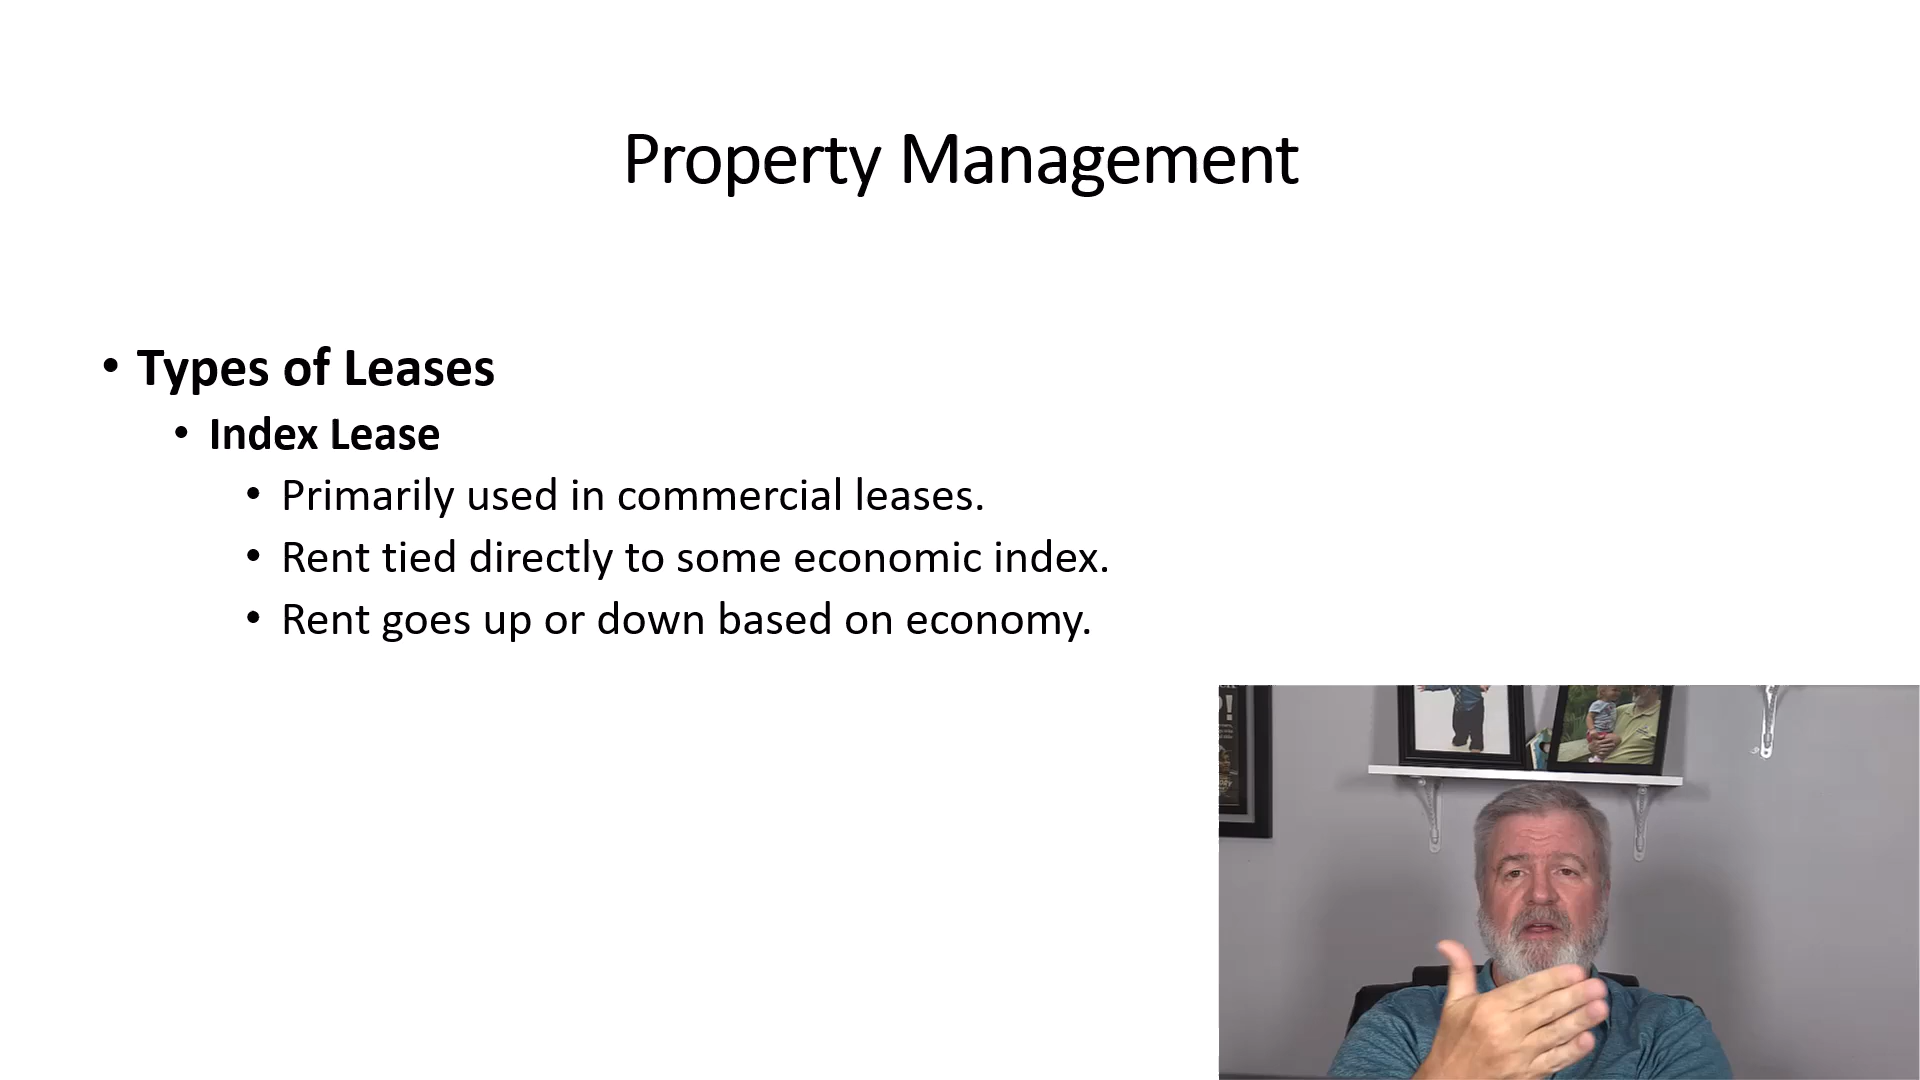 Property Management
• Types of Leases
• Index Lease
• Primarily used in commercial leases.
• Rent tied directly to some economic index.
• Rent goes up or down based on economy.